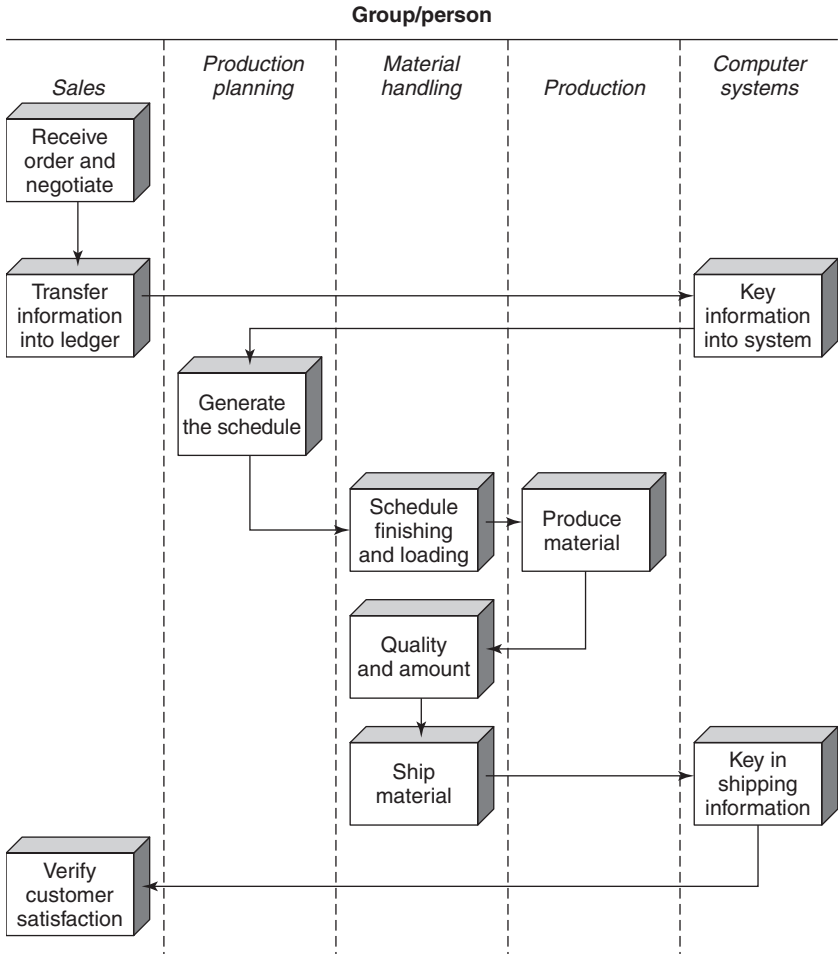 Group/person
Sales
Production
planning
Material
handling
Production
Computer
systems
Receive
order and
negotiate
Transfer
information
into ledger
Key
information
into system
Generate
the schedule
Schedule
finishing
and loading
Produce
material
Quality
and amount
Ship
material
Key in
shipping
information
Verify
customer
satisfaction